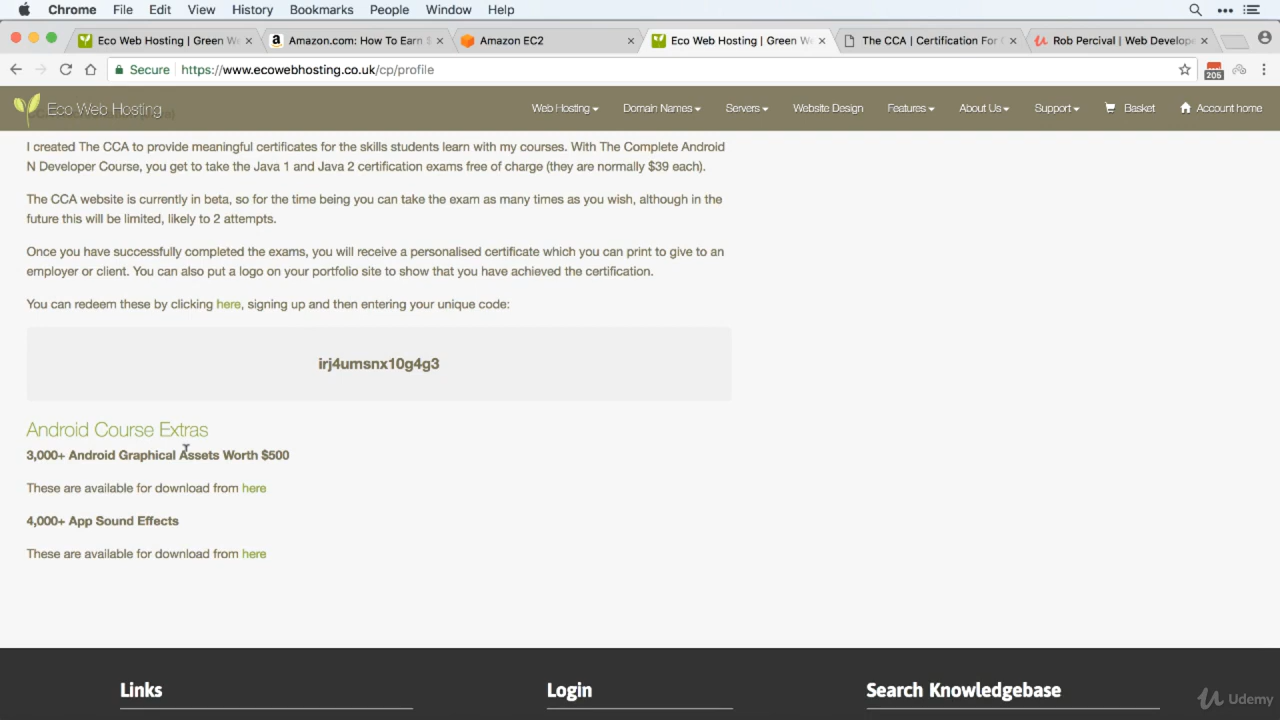 Chrome File Edit View History Bookmarks People Window Help
Eco Web Hosting | Green We
Amazon.com: How To Earn $
Amazon EC2
Eco Web Hosting | Green We
The CCA | Certification For C
Rob Percival | Web Develope
Secure https://www.ecowebhosting.co.uk/cp/profile
205
Eco Web Hosting
Web Hosting Domain Names Servers Website Design Features About Us Support Basket Account home
I created The CCA to provide meaningful certificates for the skills students learn with my courses. With The Complete Android
N Developer Course, you get to take the Java 1 and Java 2 certification exams free of charge (they are normally $39 each).
The CCA website is currently in beta, so for the time being you can take the exam as many times as you wish, although in the
future this will be limited, likely to 2 attempts.
Once you have successfully completed the exams, you will receive a personalised certificate which you can print to give to an
employer or client. You can also put a logo on your portfolio site to show that you have achieved the certification.
You can redeem these by clicking here, signing up and then entering your unique code:
irj4umsnx10g4g3
Android Course Extras
3,000+ Android Graphical Assets Worth $500
These are available for download from here
4,000+ App Sound Effects
These are available for download from here
Links
Login
Search Knowledgebase
Udemy